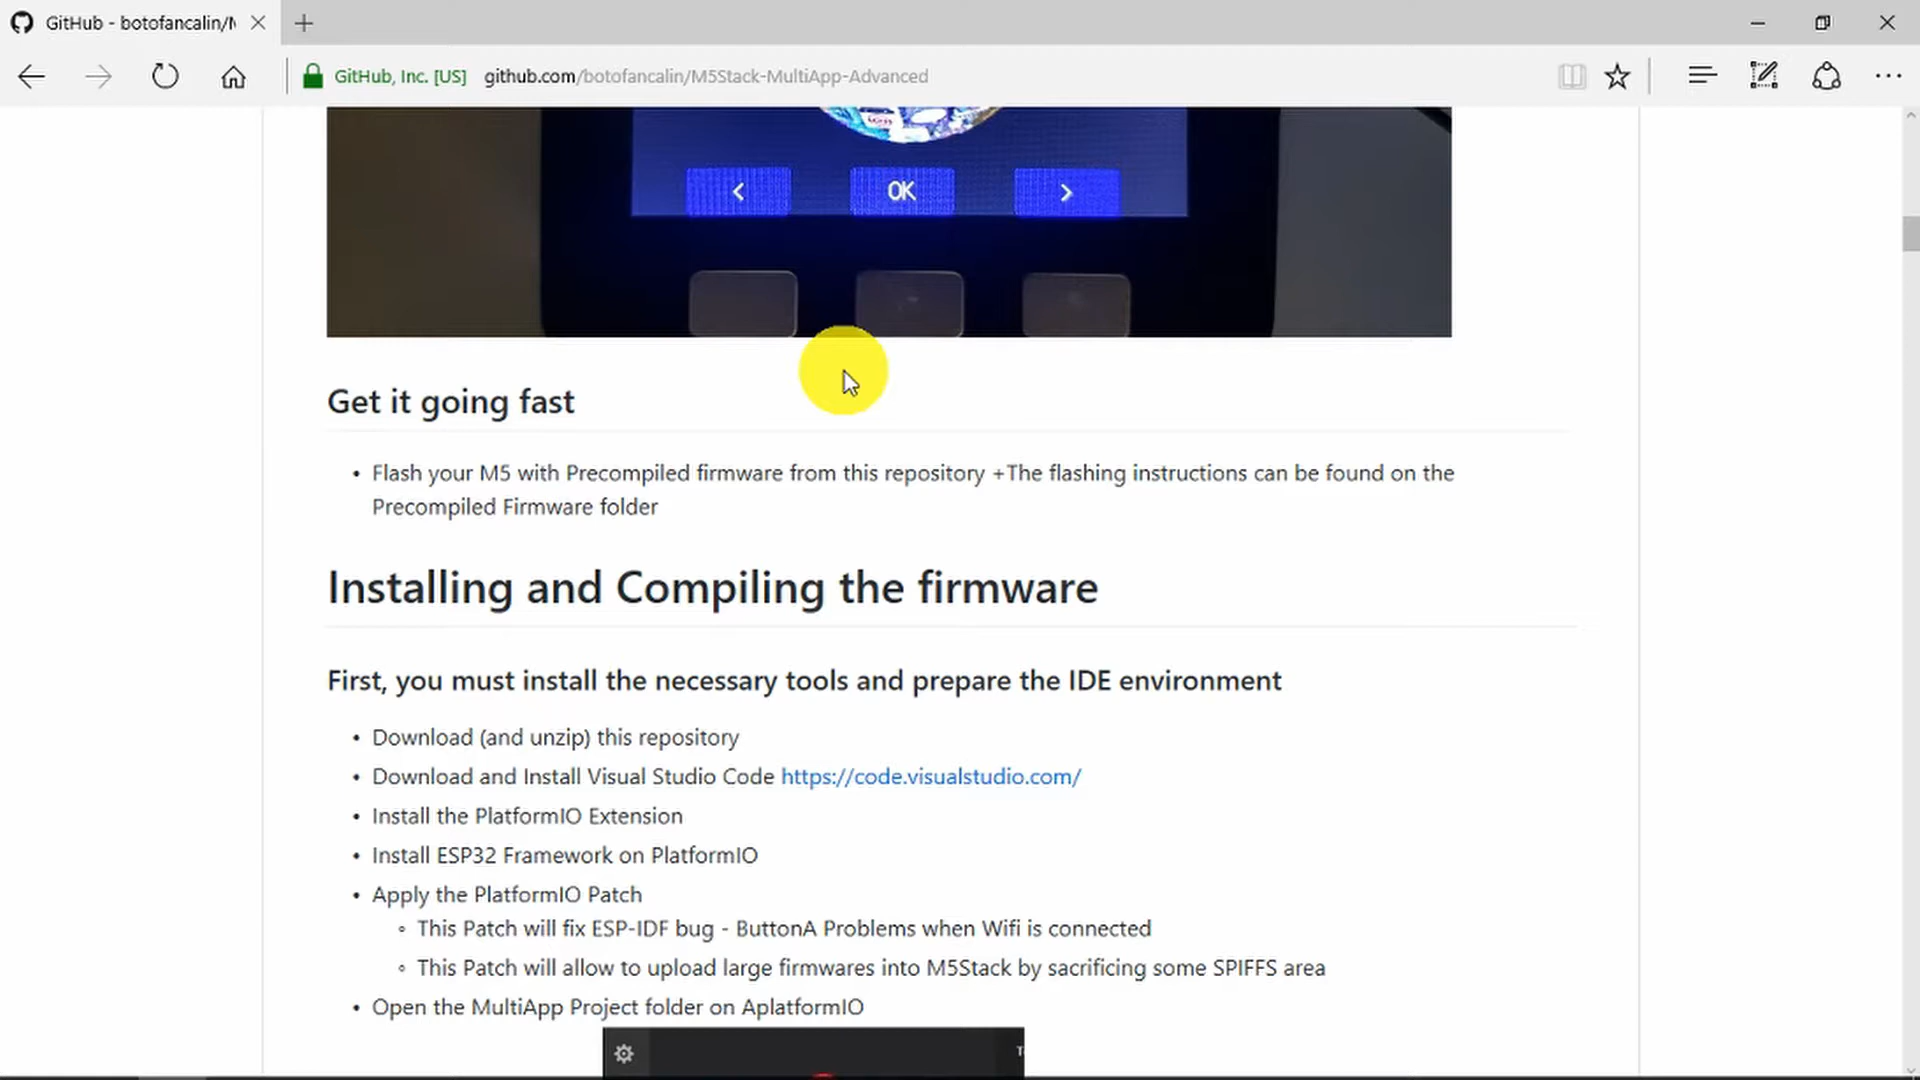 GitHub - botofancalin/M
GitHub, Inc. [US] github.com/botofancalin/M5Stack-MultiApp-Advanced
< OK >
Get it going fast
• Flash your M5 with Precompiled firmware from this repository +The flashing instructions can be found on the
Precompiled Firmware folder
Installing and Compiling the firmware
First, you must install the necessary tools and prepare the IDE environment
• Download (and unzip) this repository
• Download and Install Visual Studio Code https://code.visualstudio.com/
• Install the PlatformIO Extension
• Install ESP32 Framework on PlatformIO
• Apply the PlatformIO Patch
◦ This Patch will fix ESP-IDF bug - ButtonA Problems when Wifi is connected
◦ This Patch will allow to upload large firmwares into M5Stack by sacrificing some SPIFFS area
• Open the MultiApp Project folder on AplatformIO